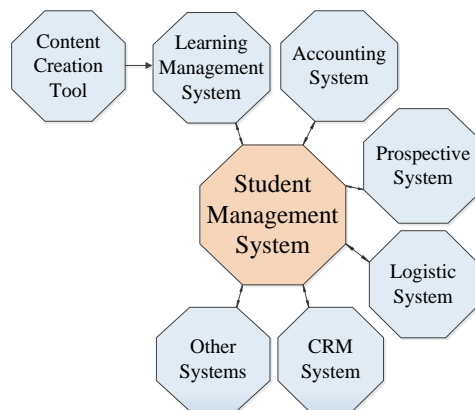 Content
Creation
Tool
Learning
Management
System
Accounting
System
Prospective
System
Student
Management
System
Logistic
System
Other
Systems
CRM
System